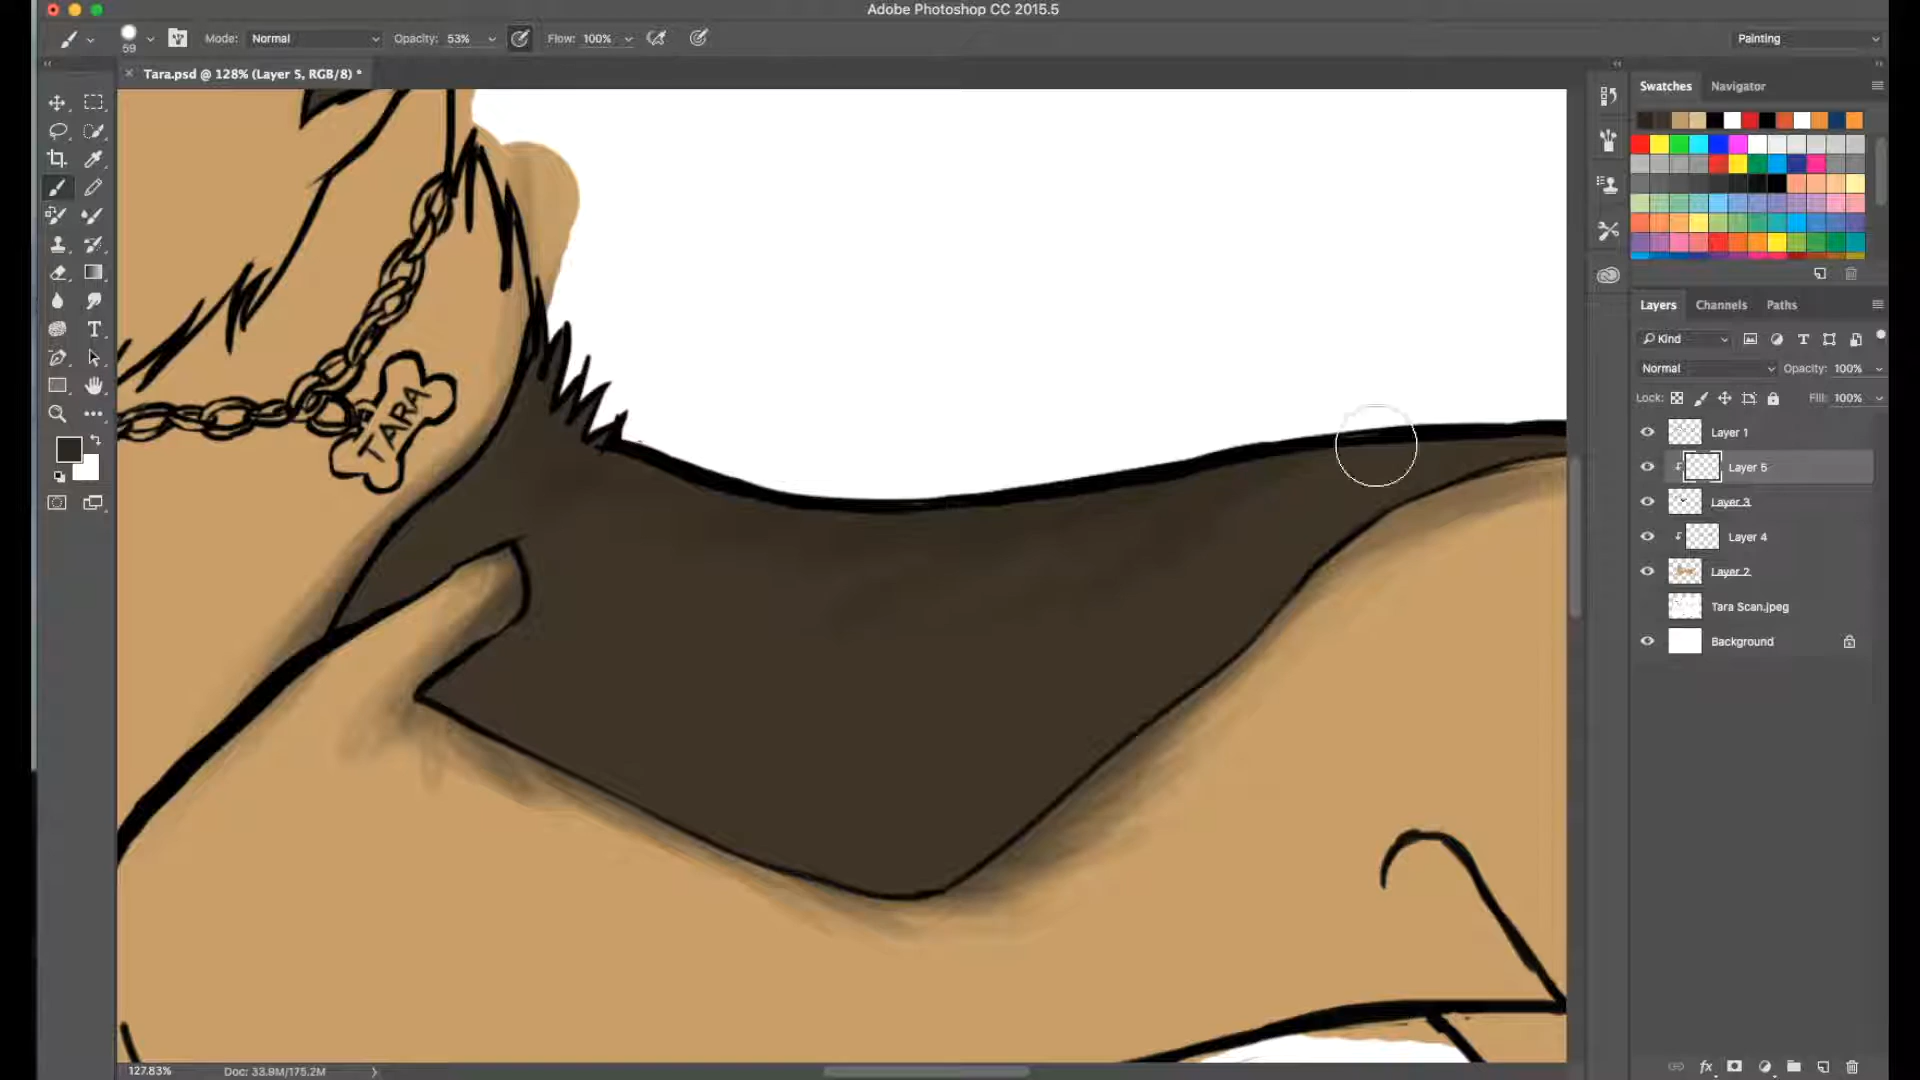 Adobe Photoshop CC 2015.5
59
Mode: Normal
Opacity: 53%
Flow: 100%
Painting
Tara.psd @ 128% (Layer 5, RGB/8) *
Swatches
Navigator
TARA
Layers
Channels
Paths
Kind
Normal
Opacity: 100%
Lock:
Fill: 100%
Layer 1
Layer 5
Layer 3
Layer 4
Layer 2
Tara Scan.jpeg
Background
127.83%
Doc: 33.9M/175.2M